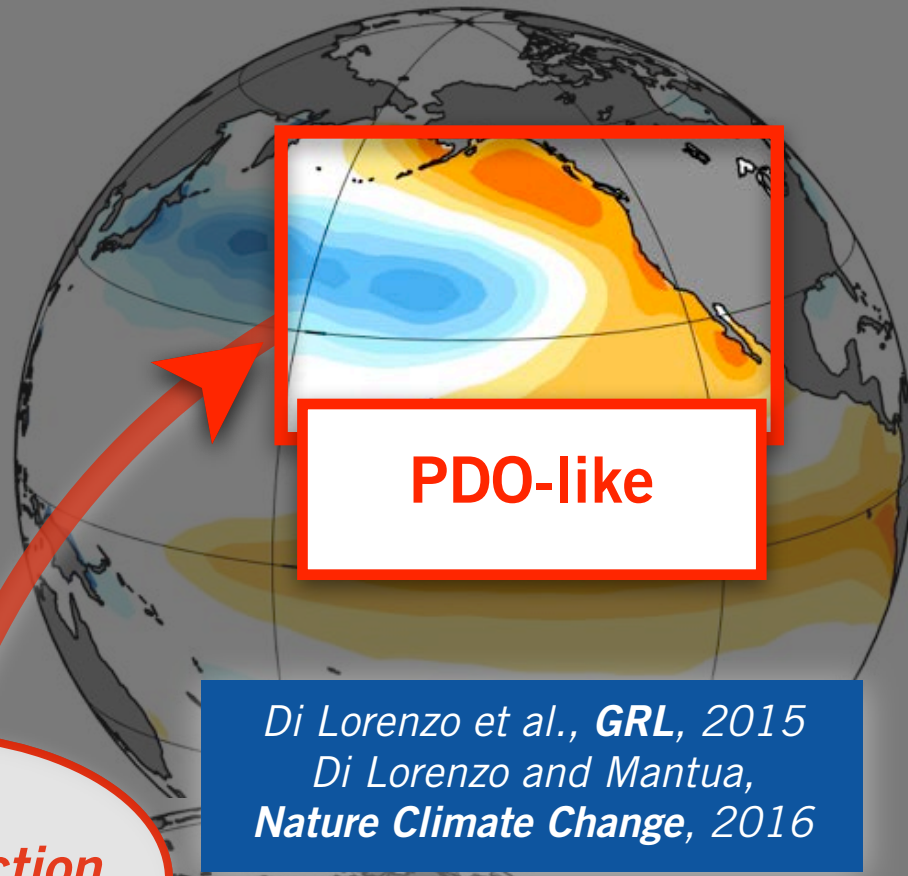 PDO-like
Di Lorenzo et al., GRL, 2015
Di Lorenzo and Mantua,
Nature Climate Change, 2016